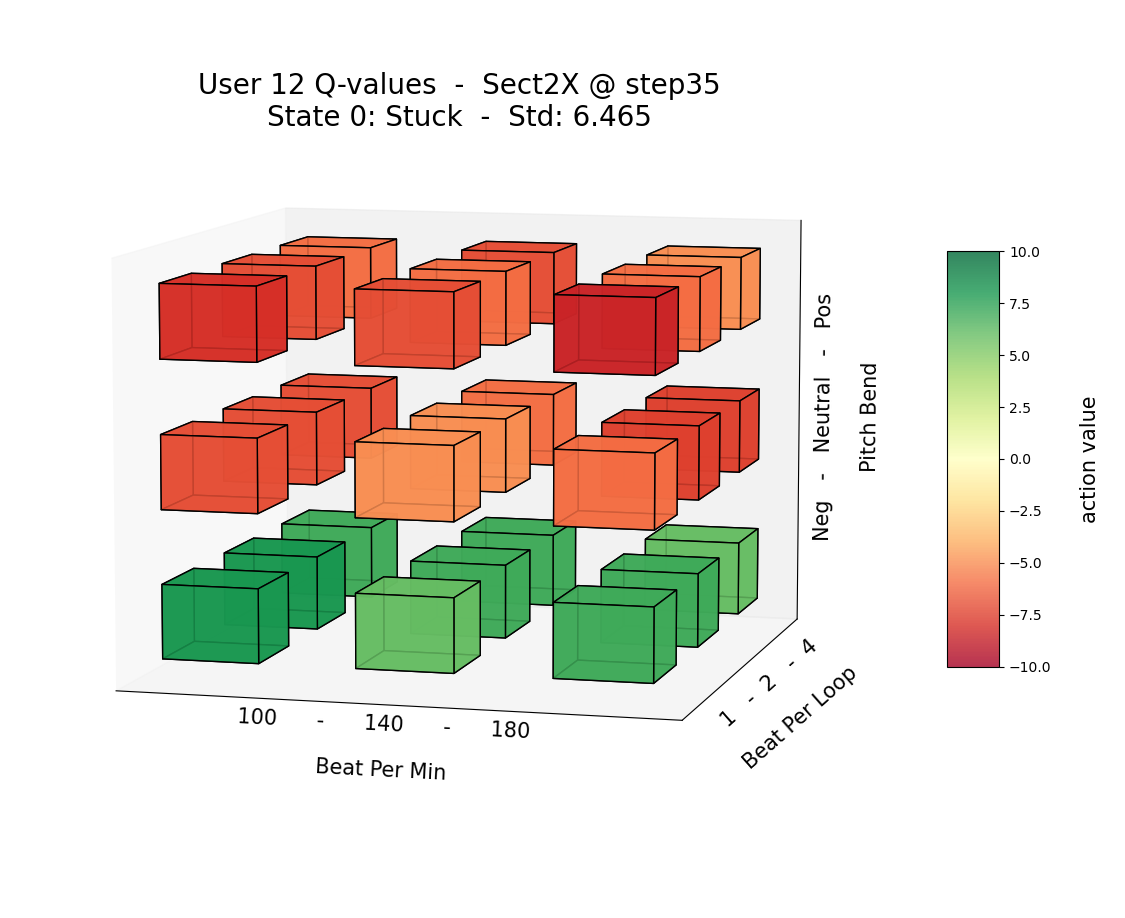 User 12 Q-values  -  Sect2X @ step35
State 0: Stuck  -  Std: 6.465
10.0
7.5
5.0
2.5
0.0
−2.5
−5.0
−7.5
−10.0
action value
Neg  -  Neutral  -  Pos
Pitch Bend
1  -  2  -  4
Beat Per Loop
100  -  140  -  180
Beat Per Min